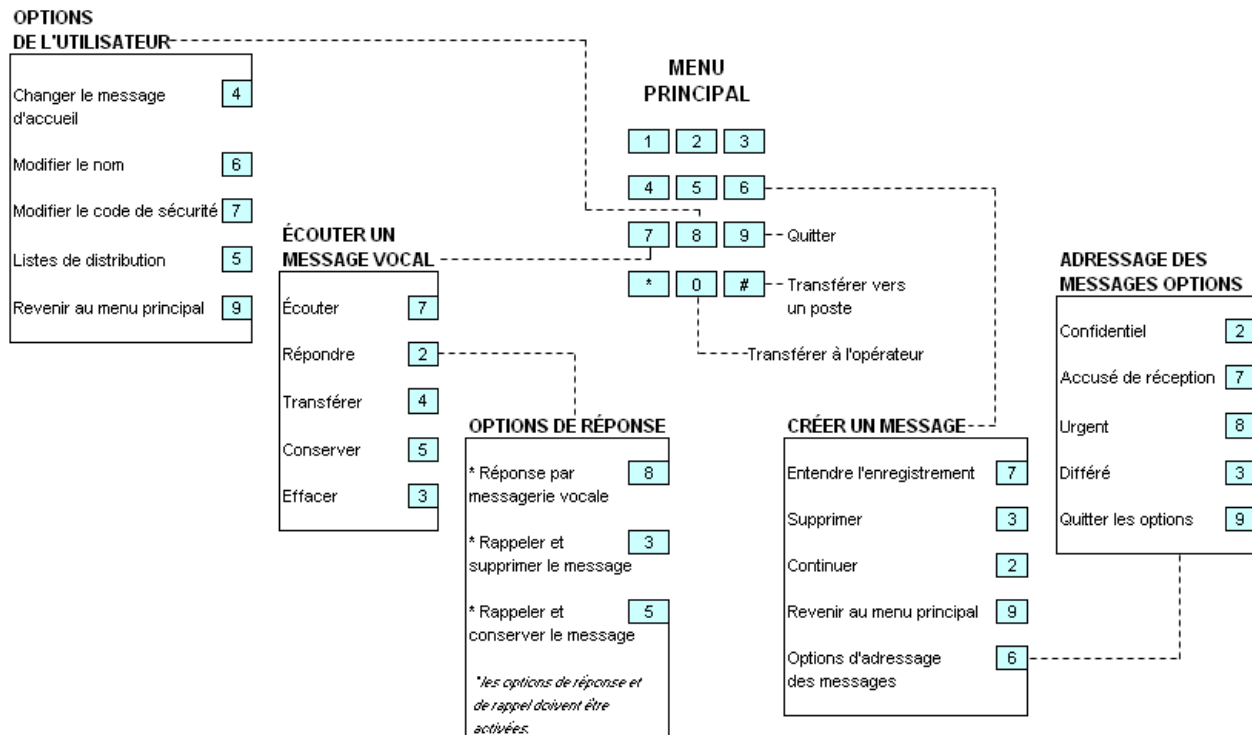 OPTIONS
DE L'UTILISATEUR
Changer le message 4
d'accueil
Modifier le nom 6
Modifier le code de sécurité 7
Listes de distribution 5
Revenir au menu principal 9
MENU
PRINCIPAL
1 2 3
4 5 6
7 8 9 Quitter
* 0 # Transférer vers
un poste
Transférer à l'opérateur
ÉCOUTER UN
MESSAGE VOCAL
Écouter 7
Répondre 2
Transférer 4
Conserver 5
Effacer 3
OPTIONS DE RÉPONSE
* Réponse par 8
messagerie vocale
* Rappeler et 3
supprimer le message
* Rappeler et 5
conserver le message
*les options de réponse et
de rappel doivent être
activées.
CRÉER UN MESSAGE
Entendre l'enregistrement 7
Supprimer 3
Continuer 2
Revenir au menu principal 9
Options d'adressage 6
des messages
ADRESSAGE DES
MESSAGES OPTIONS
Confidentiel 2
Accusé de réception 7
Urgent 8
Différé 3
Quitter les options 9